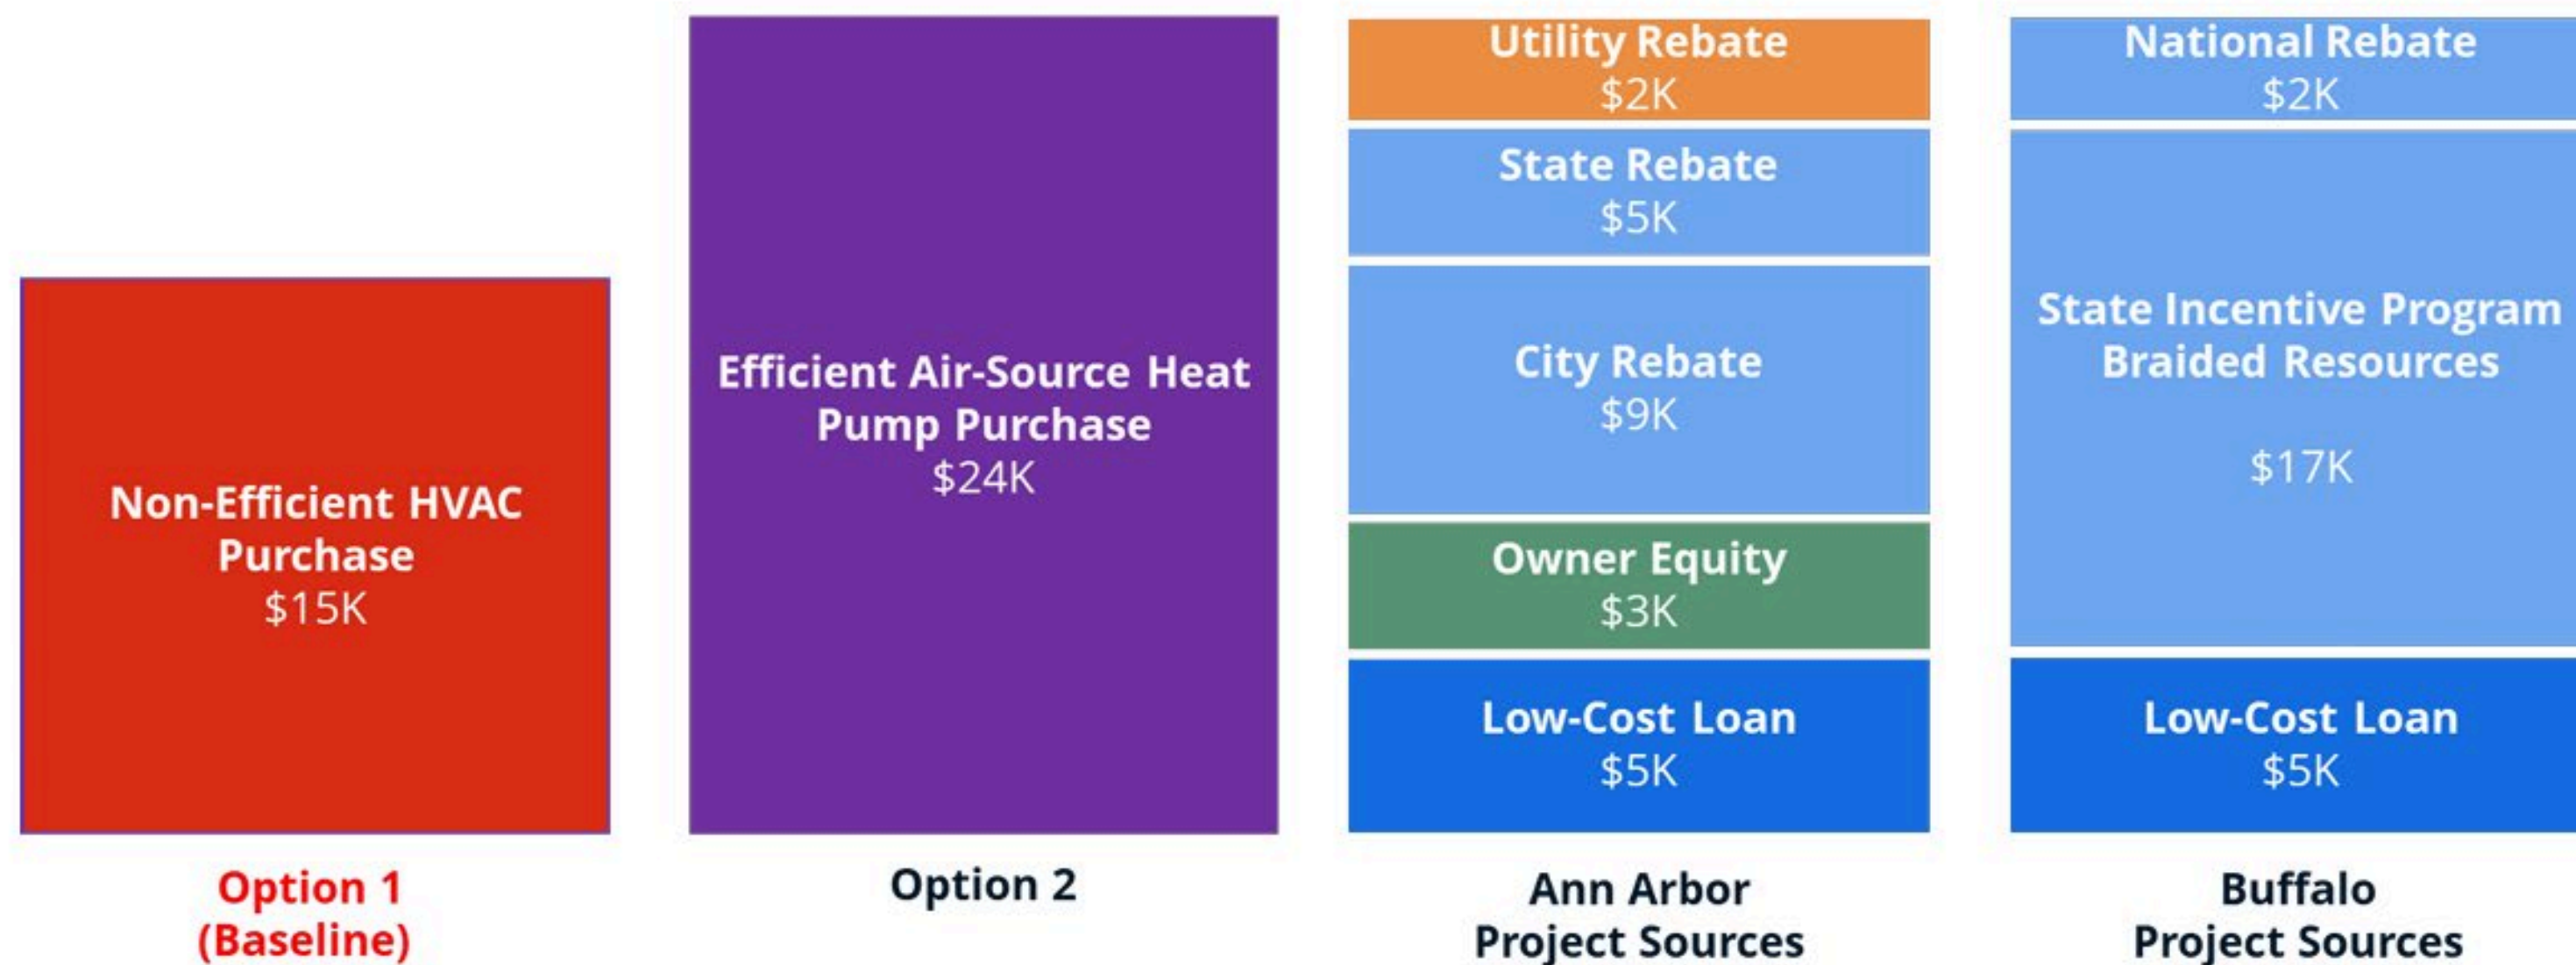 Non-Efficient HVAC
Purchase
$15K
Option 1
(Baseline)
Efficient Air-Source Heat
Pump Purchase
$24K
Option 2
Utility Rebate
$2K
State Rebate
$5K
City Rebate
$9K
Owner Equity
$3K
Low-Cost Loan
$5K
Ann Arbor
Project Sources
National Rebate
$2K
State Incentive Program
Braided Resources
$17K
Low-Cost Loan
$5K
Buffalo
Project Sources